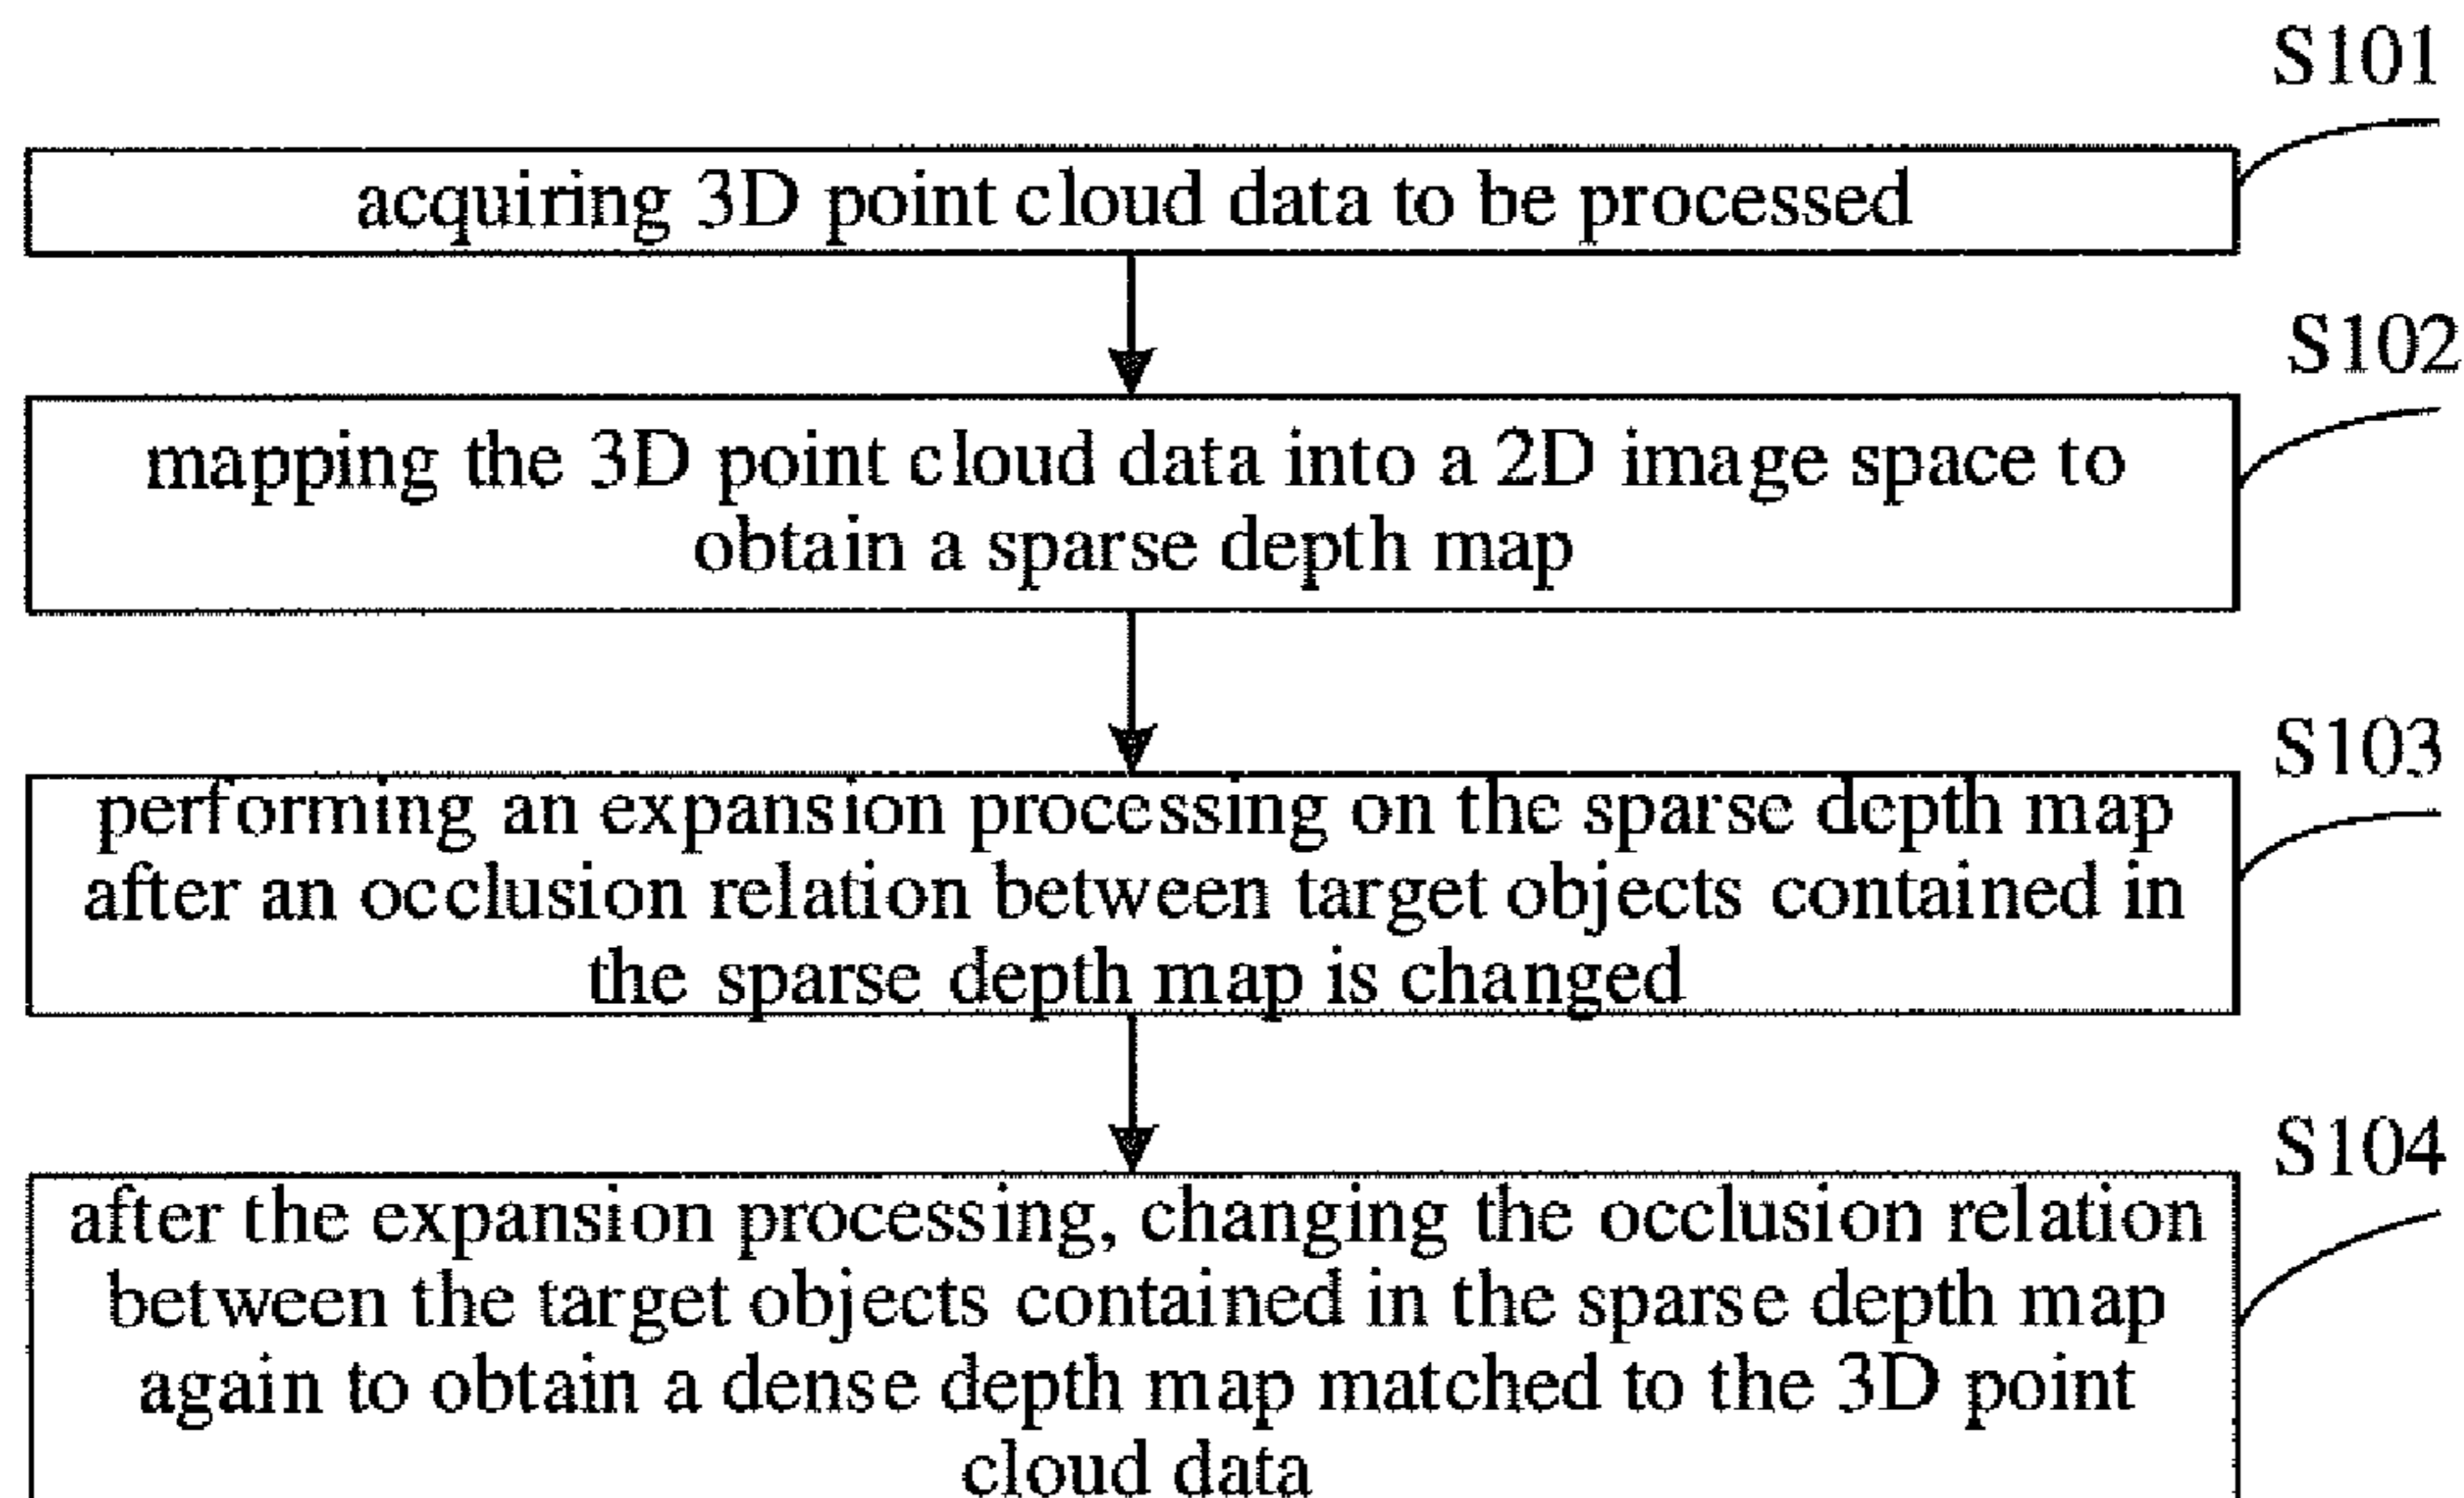 S101
acquiring 3D point cloud data to be processed
S102
mapping the 3D point cloud data into a 2D image space to
obtain a sparse depth map
S103
performing an expansion processing on the sparse depth map
after an occlusion relation between target objects contained in
the sparse depth map is changed
S104
after the expansion processing, changing the occlusion relation
between the target objects contained in the sparse depth map
again to obtain a dense depth map matched to the 3D point
cloud data